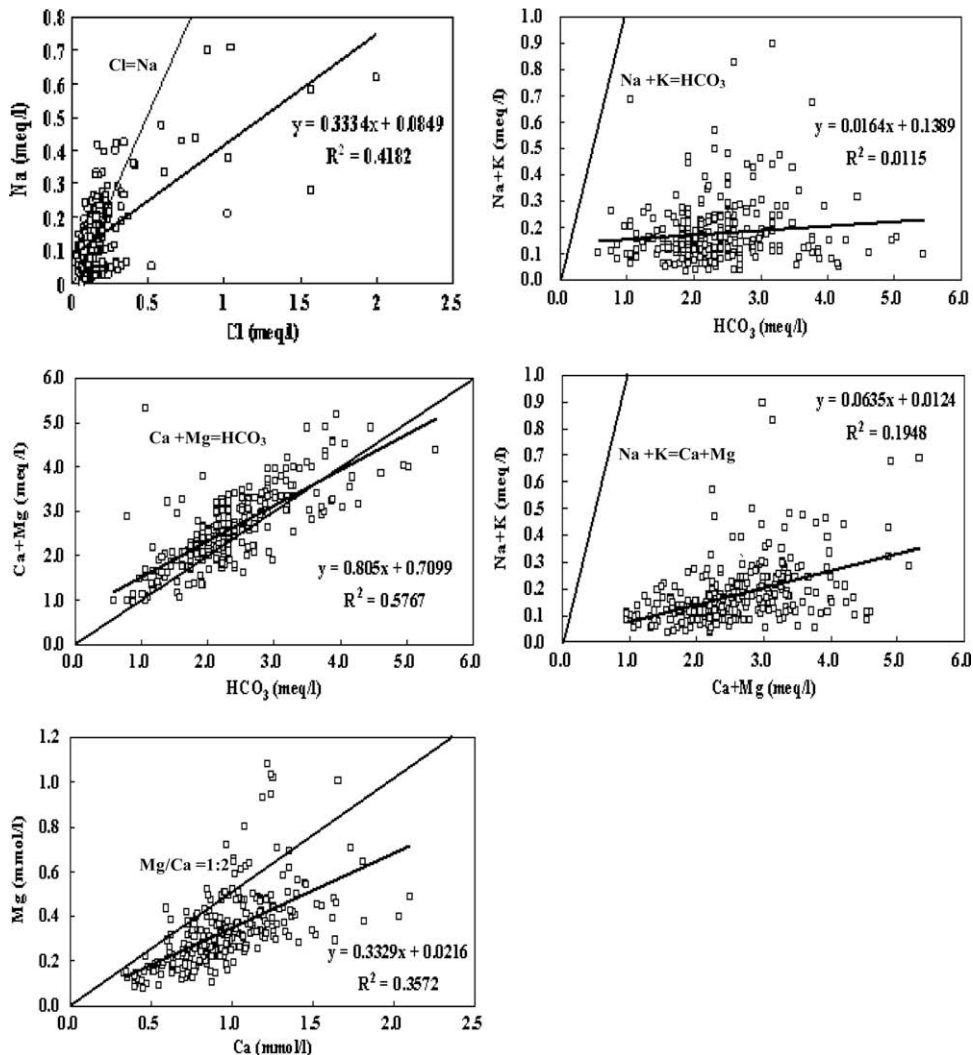 0.8
0.7
0.6
0.5
0.4
0.3
0.2
0.1
0
Na (meq/l)
Cl=Na
y = 0.3334x + 0.0849
R² = 0.4182
0 0.5 1 1.5 2 2.5
Cl (meq/l)
1.0
0.9
0.8
0.7
0.6
0.5
0.4
0.3
0.2
0.1
0.0
Na+K (meq/l)
Na +K=HCO₃
y = 0.0164x + 0.1389
R² = 0.0115
0.0 1.0 2.0 3.0 4.0 5.0 6.0
HCO₃ (meq/l)
6.0
5.0
4.0
3.0
2.0
1.0
0.0
Ca+Mg (meq/l)
Ca +Mg=HCO₃
y = 0.805x + 0.7099
R² = 0.5767
0.0 1.0 2.0 3.0 4.0 5.0 6.0
HCO₃ (meq/l)
1.0
0.9
0.8
0.7
0.6
0.5
0.4
0.3
0.2
0.1
0.0
Na+K (meq/l)
y = 0.0635x + 0.0124
R² = 0.1948
Na +K=Ca+Mg
0.0 1.0 2.0 3.0 4.0 5.0 6.0
Ca+Mg (meq/l)
1.2
1.0
0.8
0.6
0.4
0.2
0.0
Mg (mmol/l)
Mg/Ca =1:2
y = 0.3329x + 0.0216
R² = 0.3572
0.0 0.5 1.0 1.5 2.0 2.5
Ca (mmol/l)